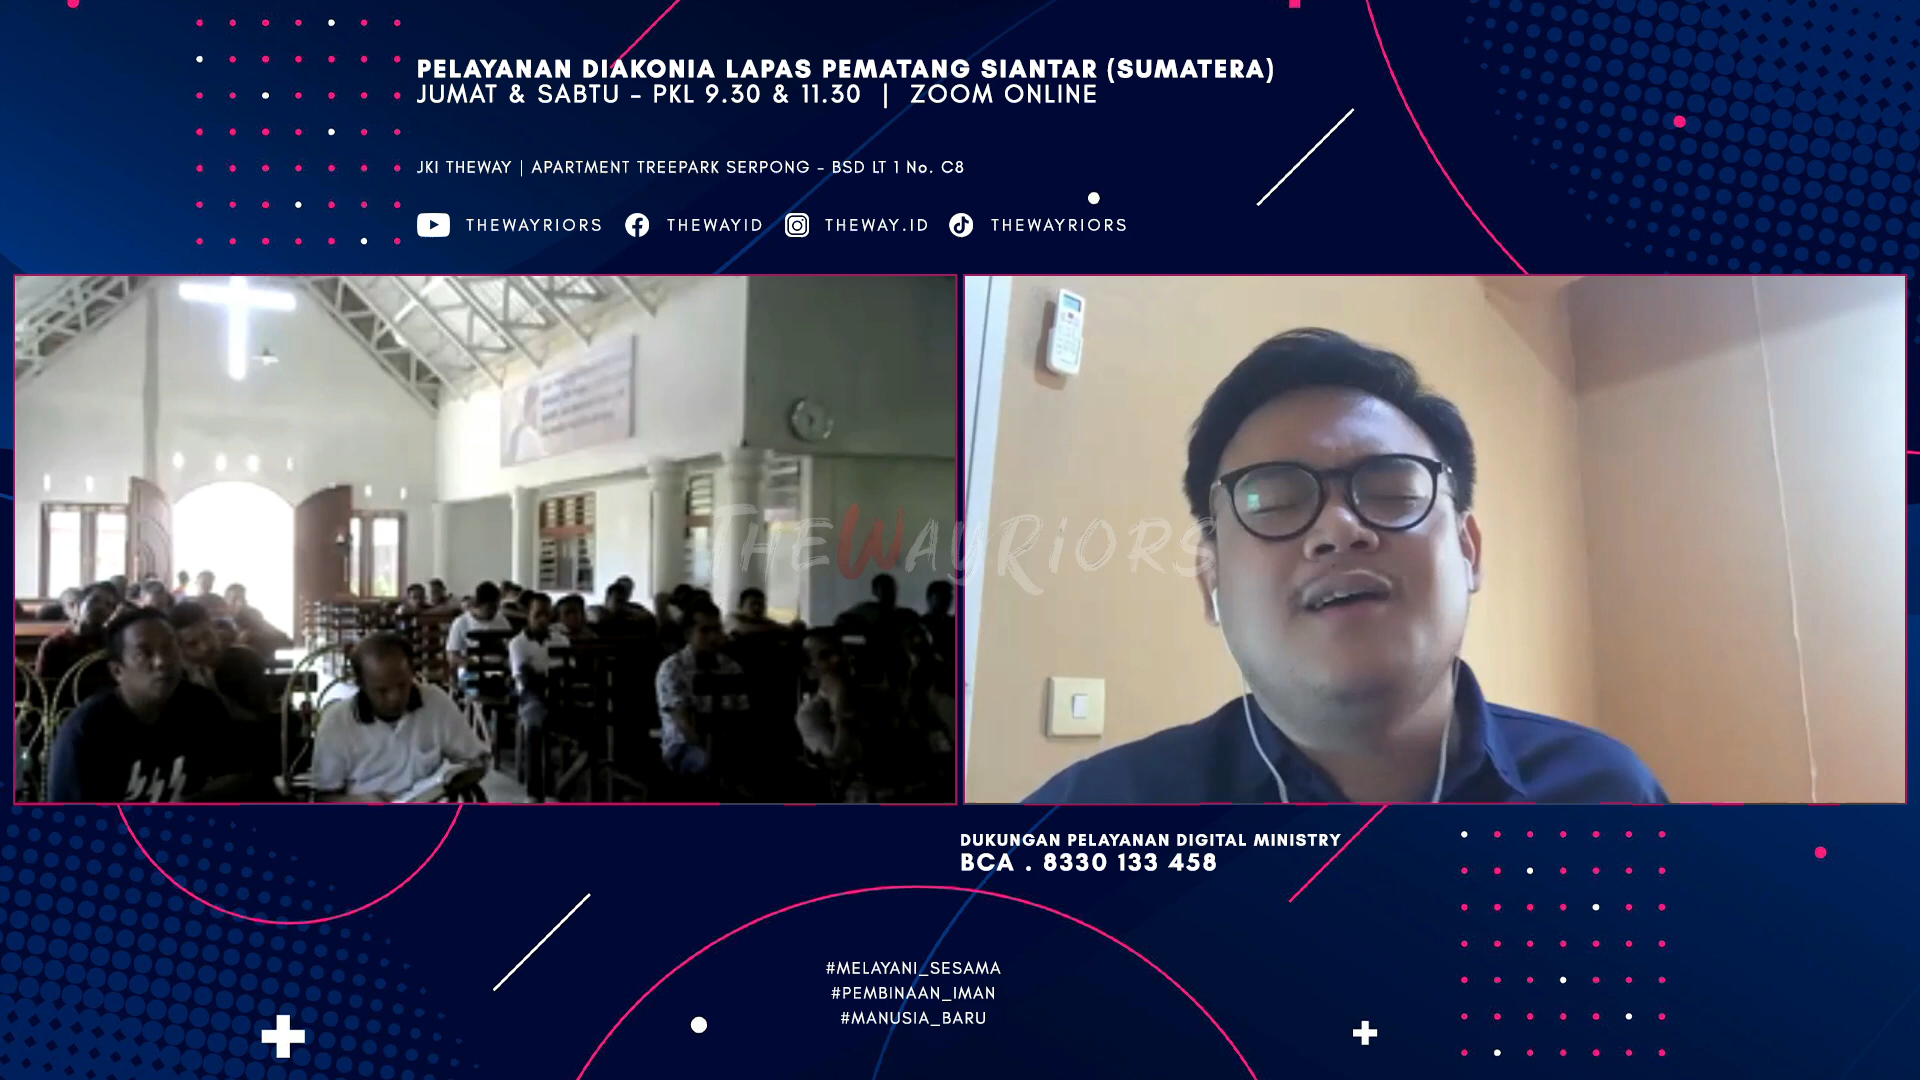 PELAYANAN DIAKONIA LAPAS PEMATANG SIANTAR (SUMATERA)
JUMAT & SABTU - PKL 9.30 & 11.30 | ZOOM ONLINE
JKI THEWAY | APARTMENT TREEPARK SERPONG - BSD LT 1 No. C8
THEWAYRIORS THEWAYID THEWAY.ID THEWAYRIORS
THEWAYRIORS
DUKUNGAN PELAYANAN DIGITAL MINISTRY
BCA . 8330 133 458
#MELAYANI_SESAMA
#PEMBINAAN_IMAN
#MANUSIA_BARU